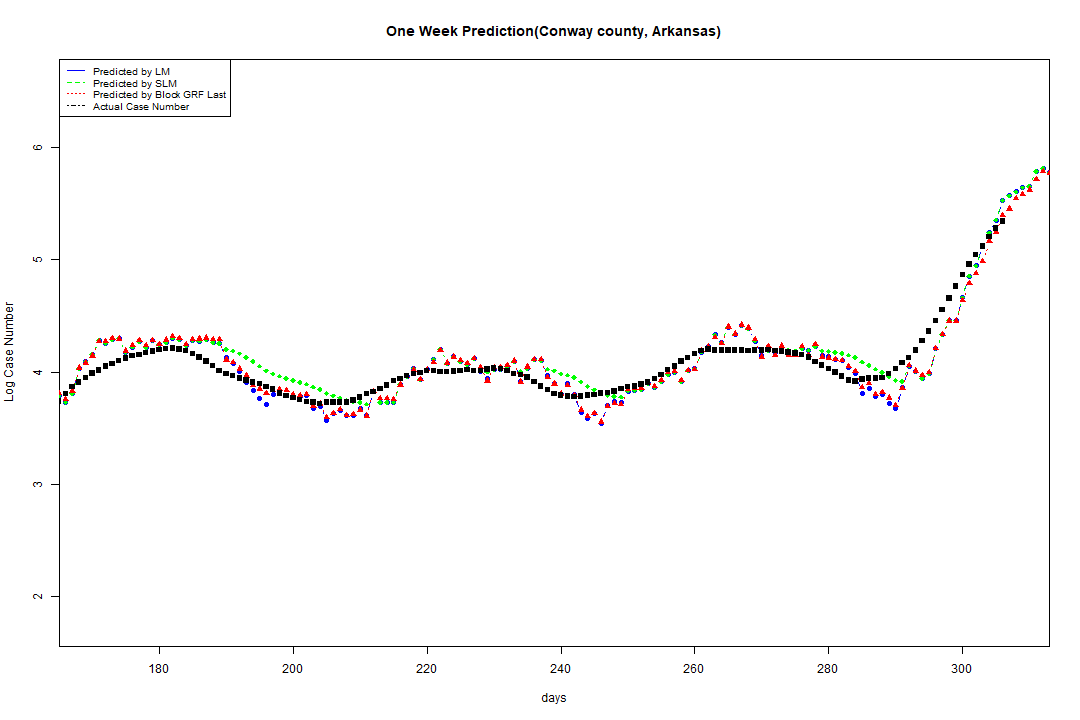 One Week Prediction(Conway county, Arkansas)
Predicted by LM
Predicted by SLM
Predicted by Block GRF Last
Actual Case Number
Log Case Number
6
5
4
3
2
180 200 220 240 260 280 300
days